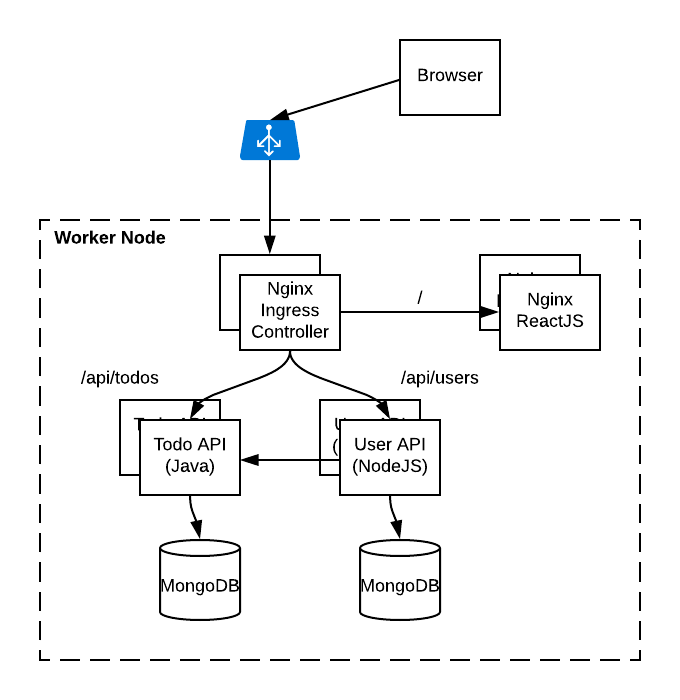 Browser
Worker Node
Nginx
Ingress
Controller
/
Nginx
ReactJS
/api/todos
/api/users
Todo API
(Java)
User API
(NodeJS)
MongoDB
MongoDB